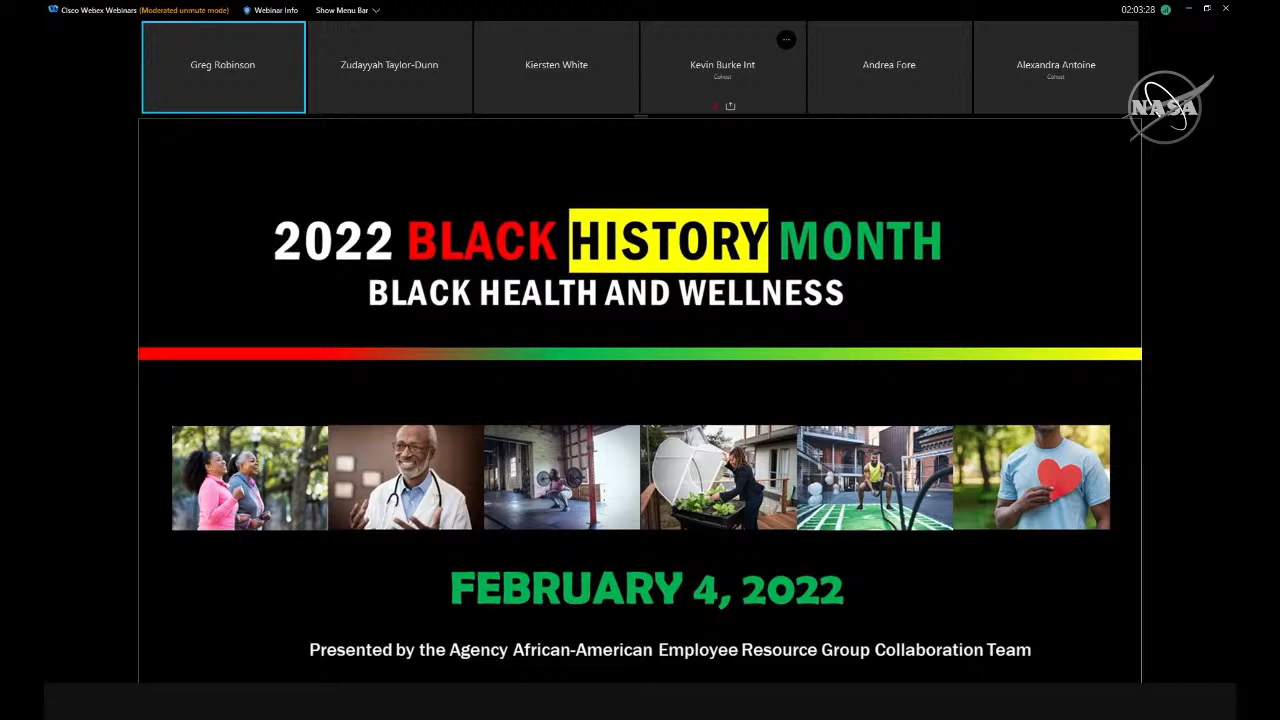 Cisco Webex Webinars (Moderated unmute mode) Webinar Info Show Menu Bar 02:03:28
Greg Robinson
Zudayyah Taylor-Dunn
Kiersten White
Kevin Burke Int
Cohost
Andrea Fore
Alexandra Antoine
Cohost
NASA
2022 BLACK HISTORY MONTH
BLACK HEALTH AND WELLNESS
FEBRUARY 4, 2022
Presented by the Agency African-American Employee Resource Group Collaboration Team